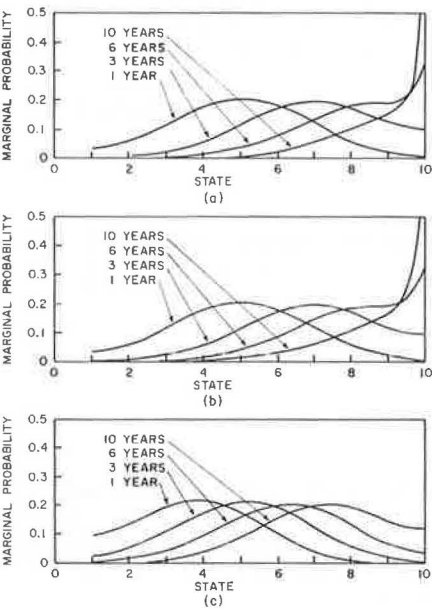 MARGINAL PROBABILITY
0.5
0.4
0.3
0.2
0.1
0
10 YEARS
6 YEARS
3 YEARS
1 YEAR
0 2 4 6 8 10
STATE
(a)
MARGINAL PROBABILITY
0.5
0.4
0.3
0.2
0.1
0
10 YEARS
6 YEARS
3 YEARS
1 YEAR
0 2 4 6 8 10
STATE
(b)
MARGINAL PROBABILITY
0.5
0.4
0.3
0.2
0.1
0
10 YEARS
6 YEARS
3 YEARS
1 YEAR
0 2 4 6 8 10
STATE
(c)